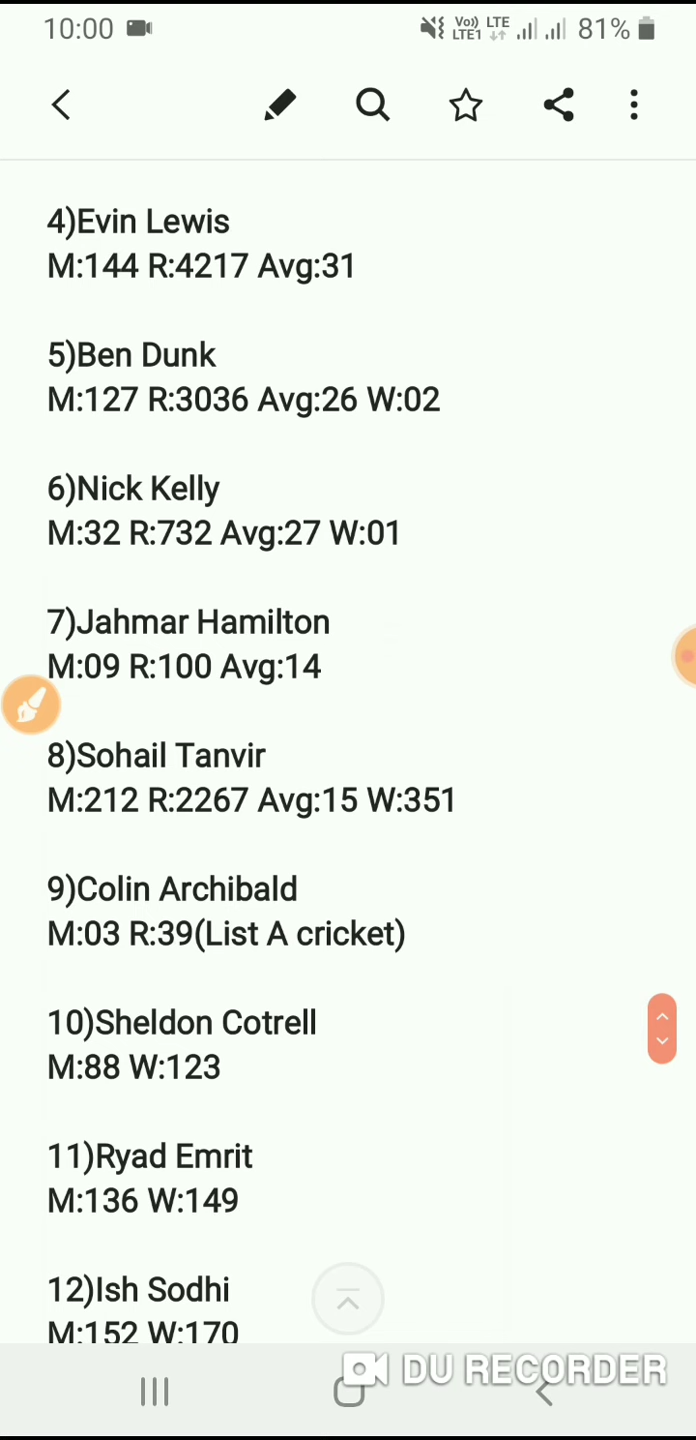 10:00 Vo)) LTE LTE1 81%
4)Evin Lewis
M:144 R:4217 Avg:31
5)Ben Dunk
M:127 R:3036 Avg:26 W:02
6)Nick Kelly
M:32 R:732 Avg:27 W:01
7)Jahmar Hamilton
M:09 R:100 Avg:14
8)Sohail Tanvir
M:212 R:2267 Avg:15 W:351
9)Colin Archibald
M:03 R:39(List A cricket)
10)Sheldon Cotrell
M:88 W:123
11)Ryad Emrit
M:136 W:149
12)Ish Sodhi
M:152 W:170
DU RECORDER